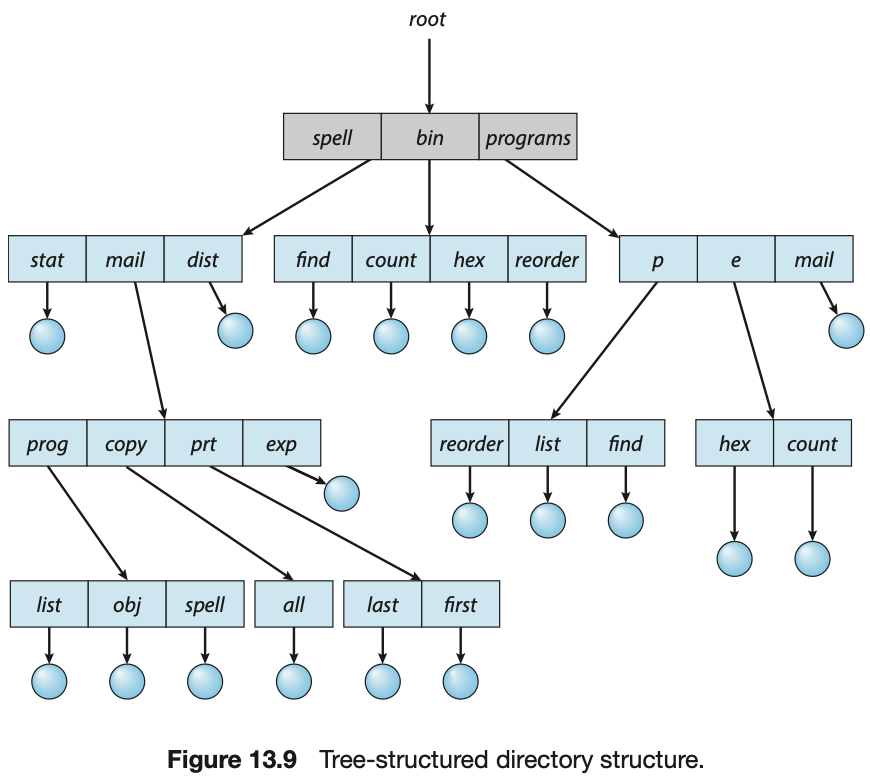 root
spell bin programs
stat mail dist find count hex reorder p e mail
prog copy prt exp reorder list find hex count
list obj spell all last first
Figure 13.9 Tree-structured directory structure.